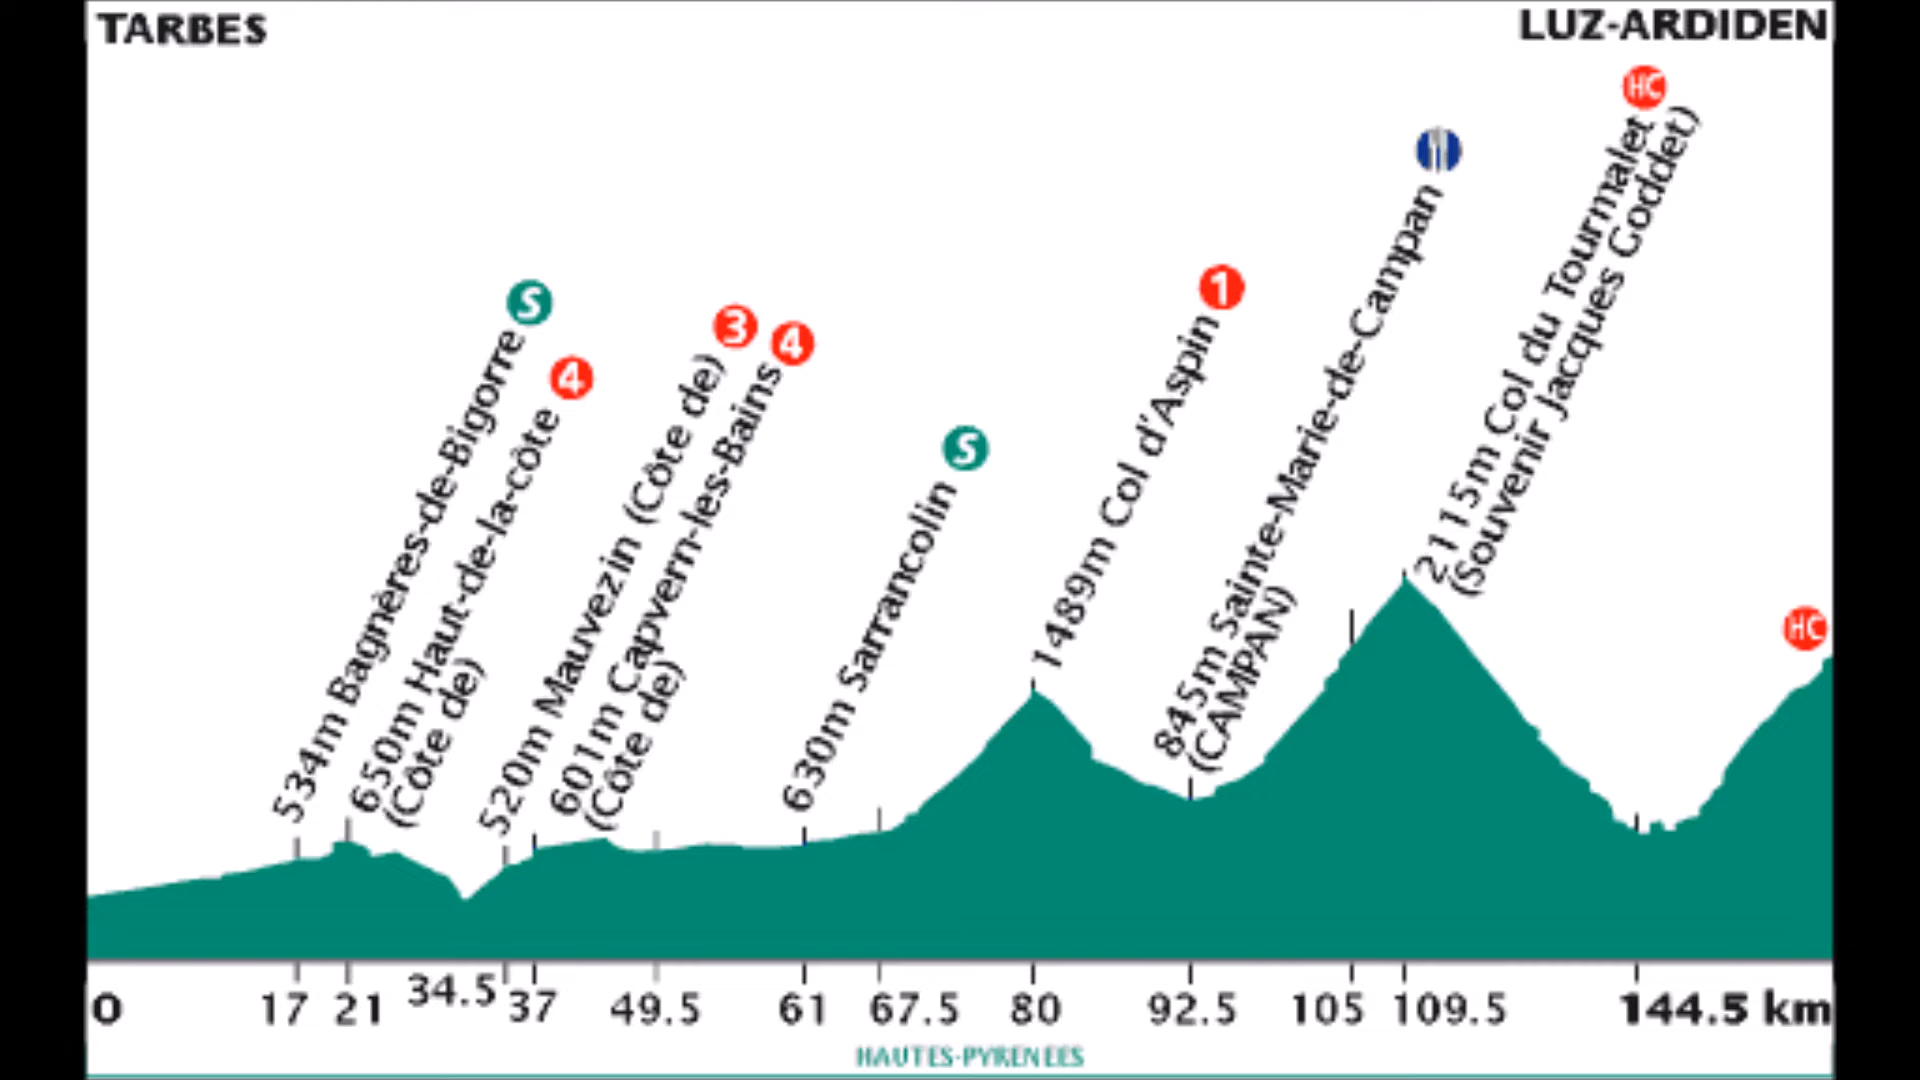 TARBES
LUZ-ARDIDEN
534m Bagnères-de-Bigorre S
650m Haut-de-la-côte 4
(Côte de)
520m Mauvezin (Côte de) 3
601m Capvern-les-Bains 4
(Côte de)
630m Sarrancolin S
1489m Col d'Aspin 1
845m Sainte-Marie-de-Campan
(CAMPAN)
2115m Col du Tourmalet HC
(Souvenir Jacques Goddet)
HC
0 17 21 34.5 37 49.5 61 67.5 80 92.5 105 109.5 144.5 km
HAUTES-PYRENEES